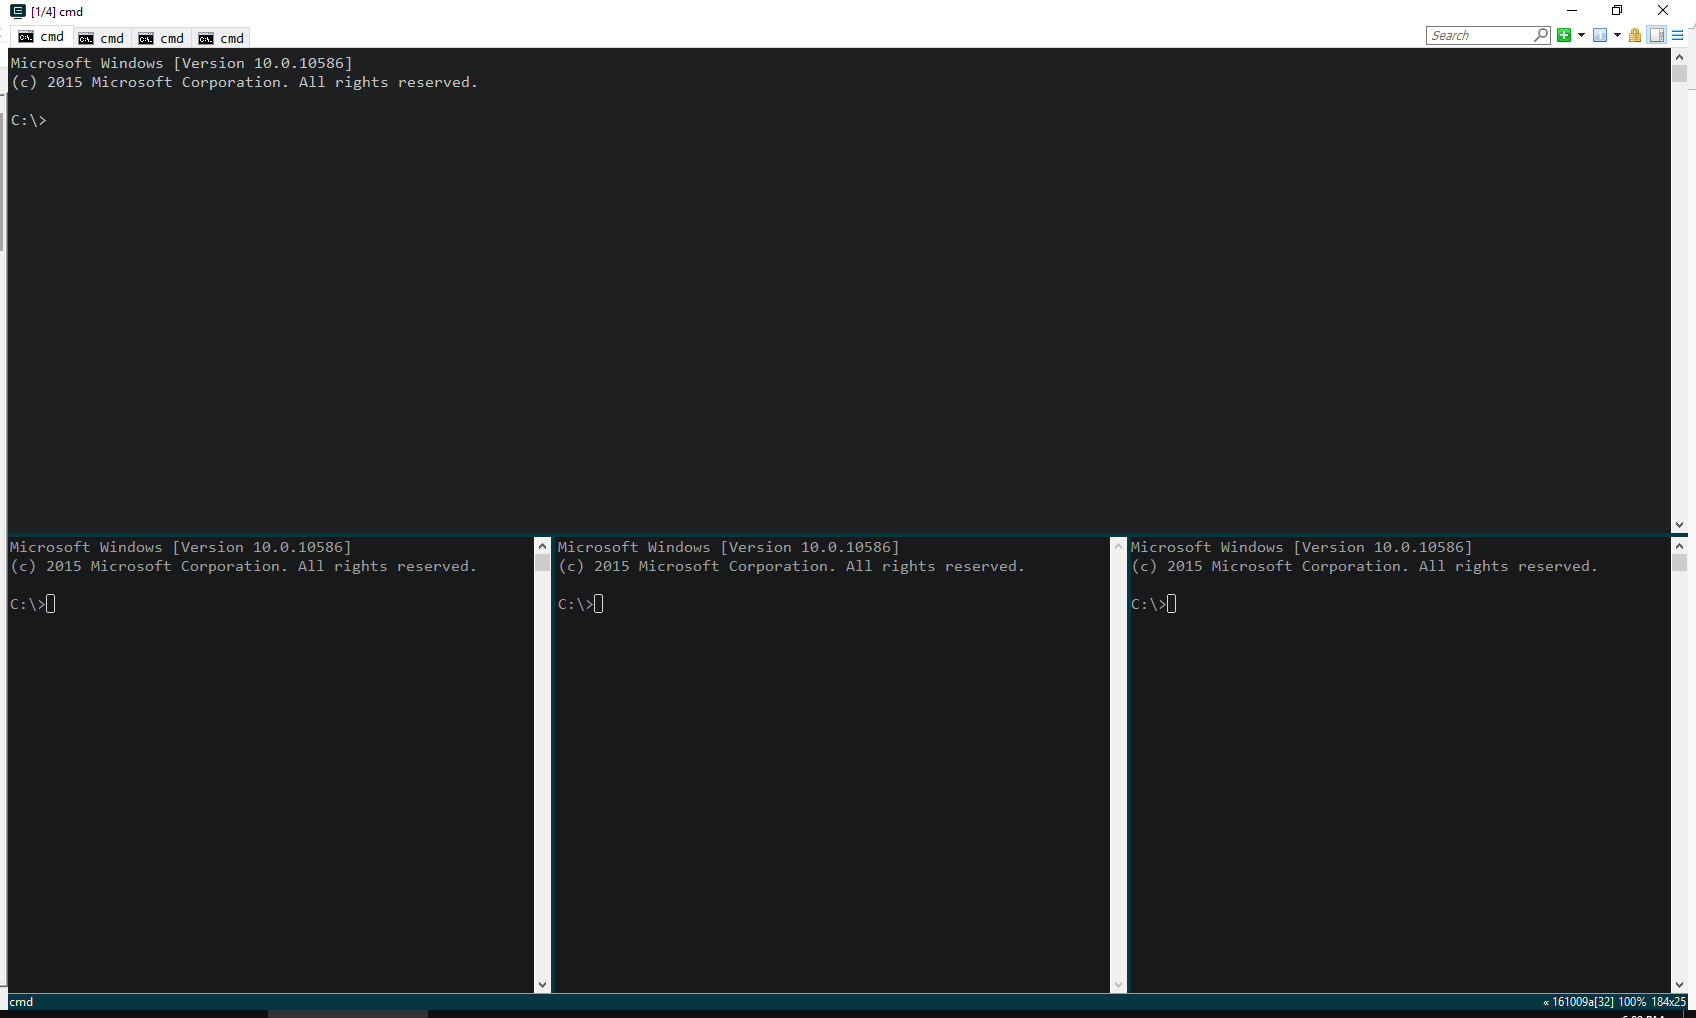 [1/4] cmd
cmd cmd cmd cmd
Search
Microsoft Windows [Version 10.0.10586]
(c) 2015 Microsoft Corporation. All rights reserved.
C:\>
Microsoft Windows [Version 10.0.10586]
(c) 2015 Microsoft Corporation. All rights reserved.
C:\>
Microsoft Windows [Version 10.0.10586]
(c) 2015 Microsoft Corporation. All rights reserved.
C:\>
Microsoft Windows [Version 10.0.10586]
(c) 2015 Microsoft Corporation. All rights reserved.
C:\>
cmd
« 161009a[32] 100% 184x25